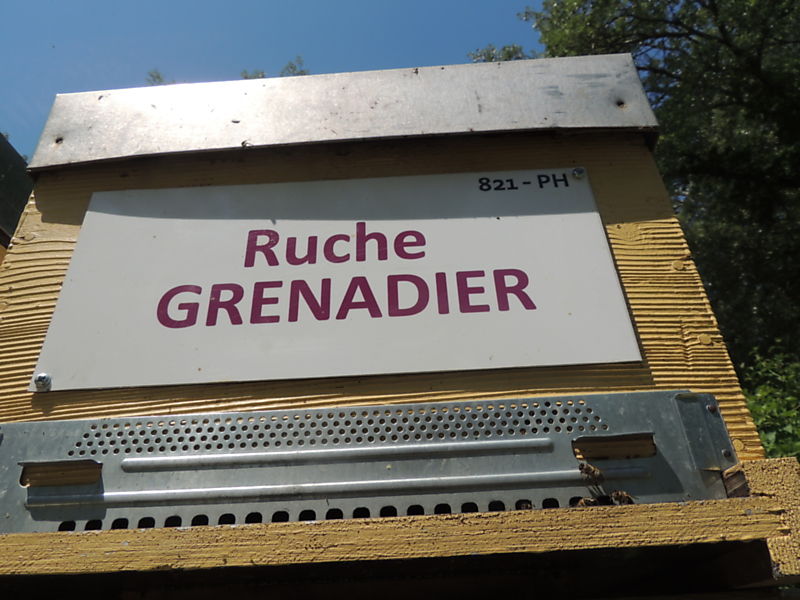 821 - PH
Ruche
GRENADIER